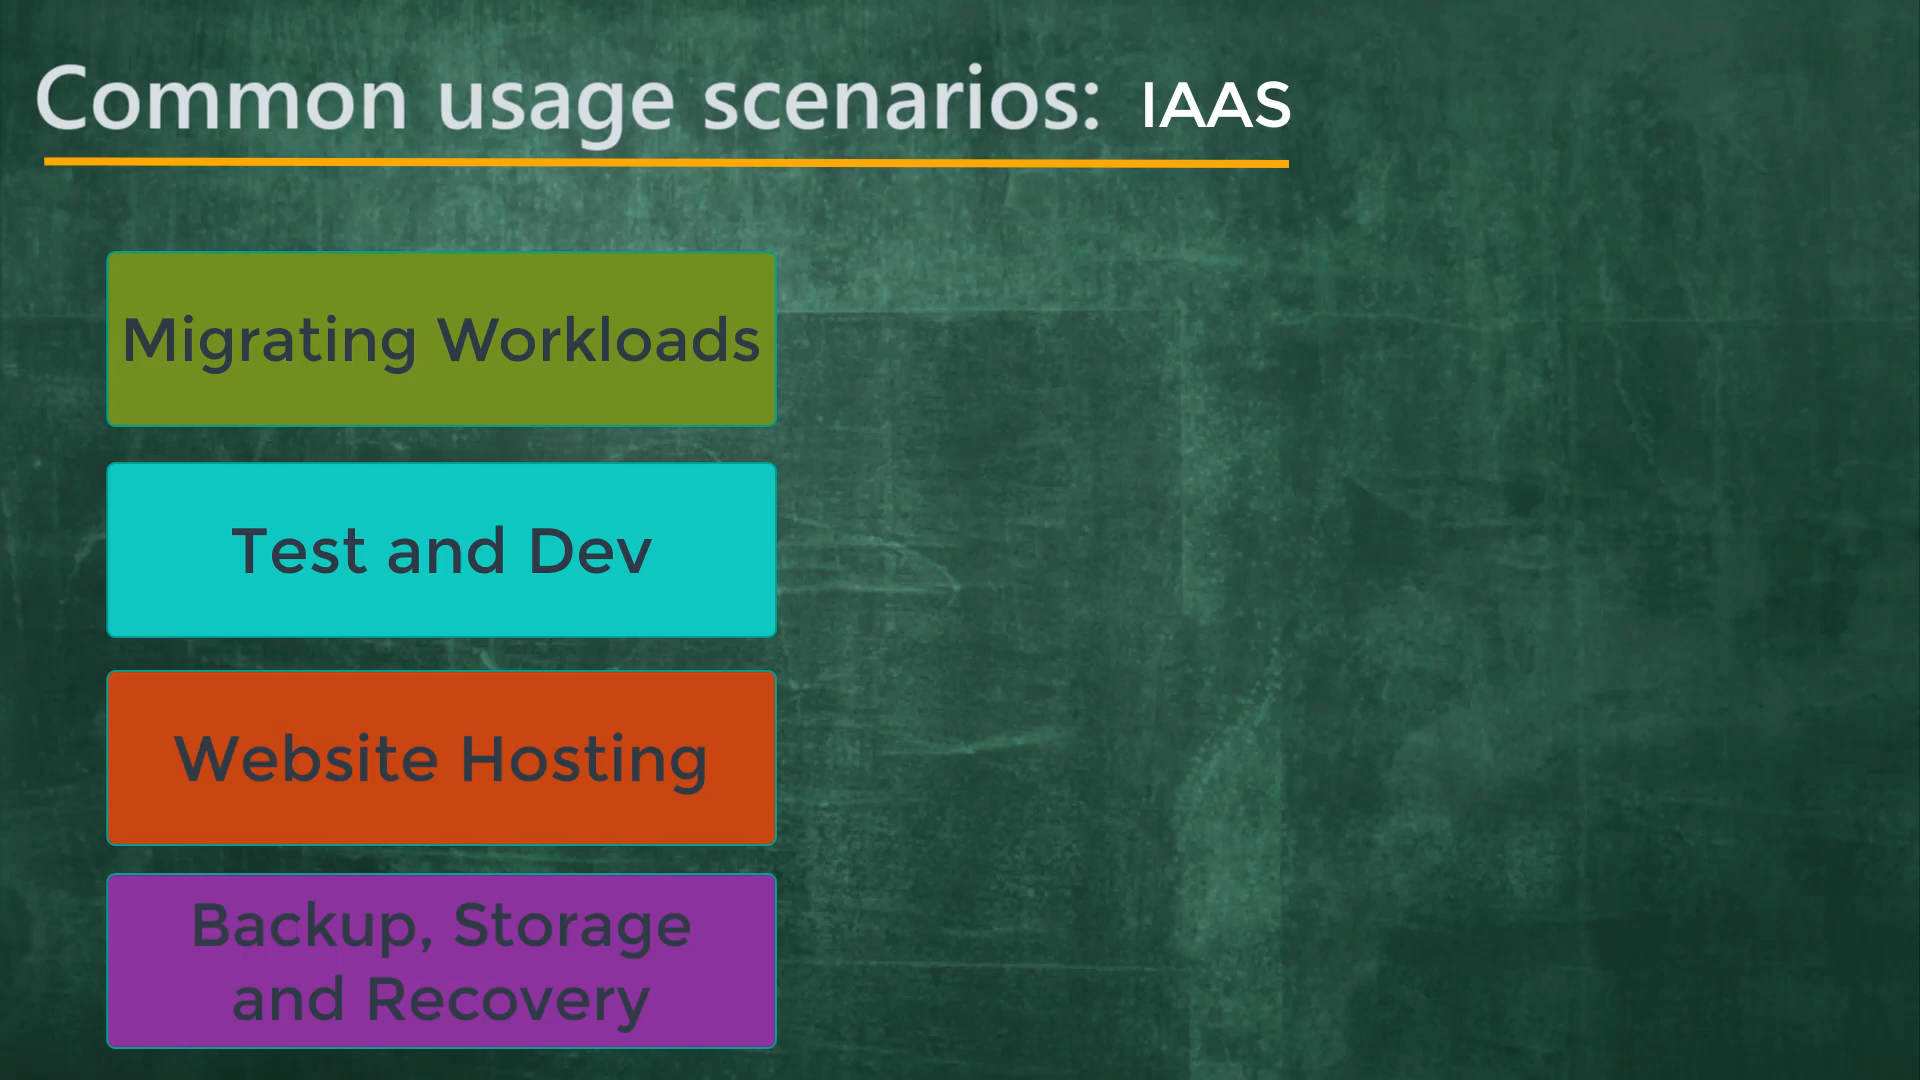 Common usage scenarios: IAAS
Migrating Workloads
Test and Dev
Website Hosting
Backup, Storage
and Recovery